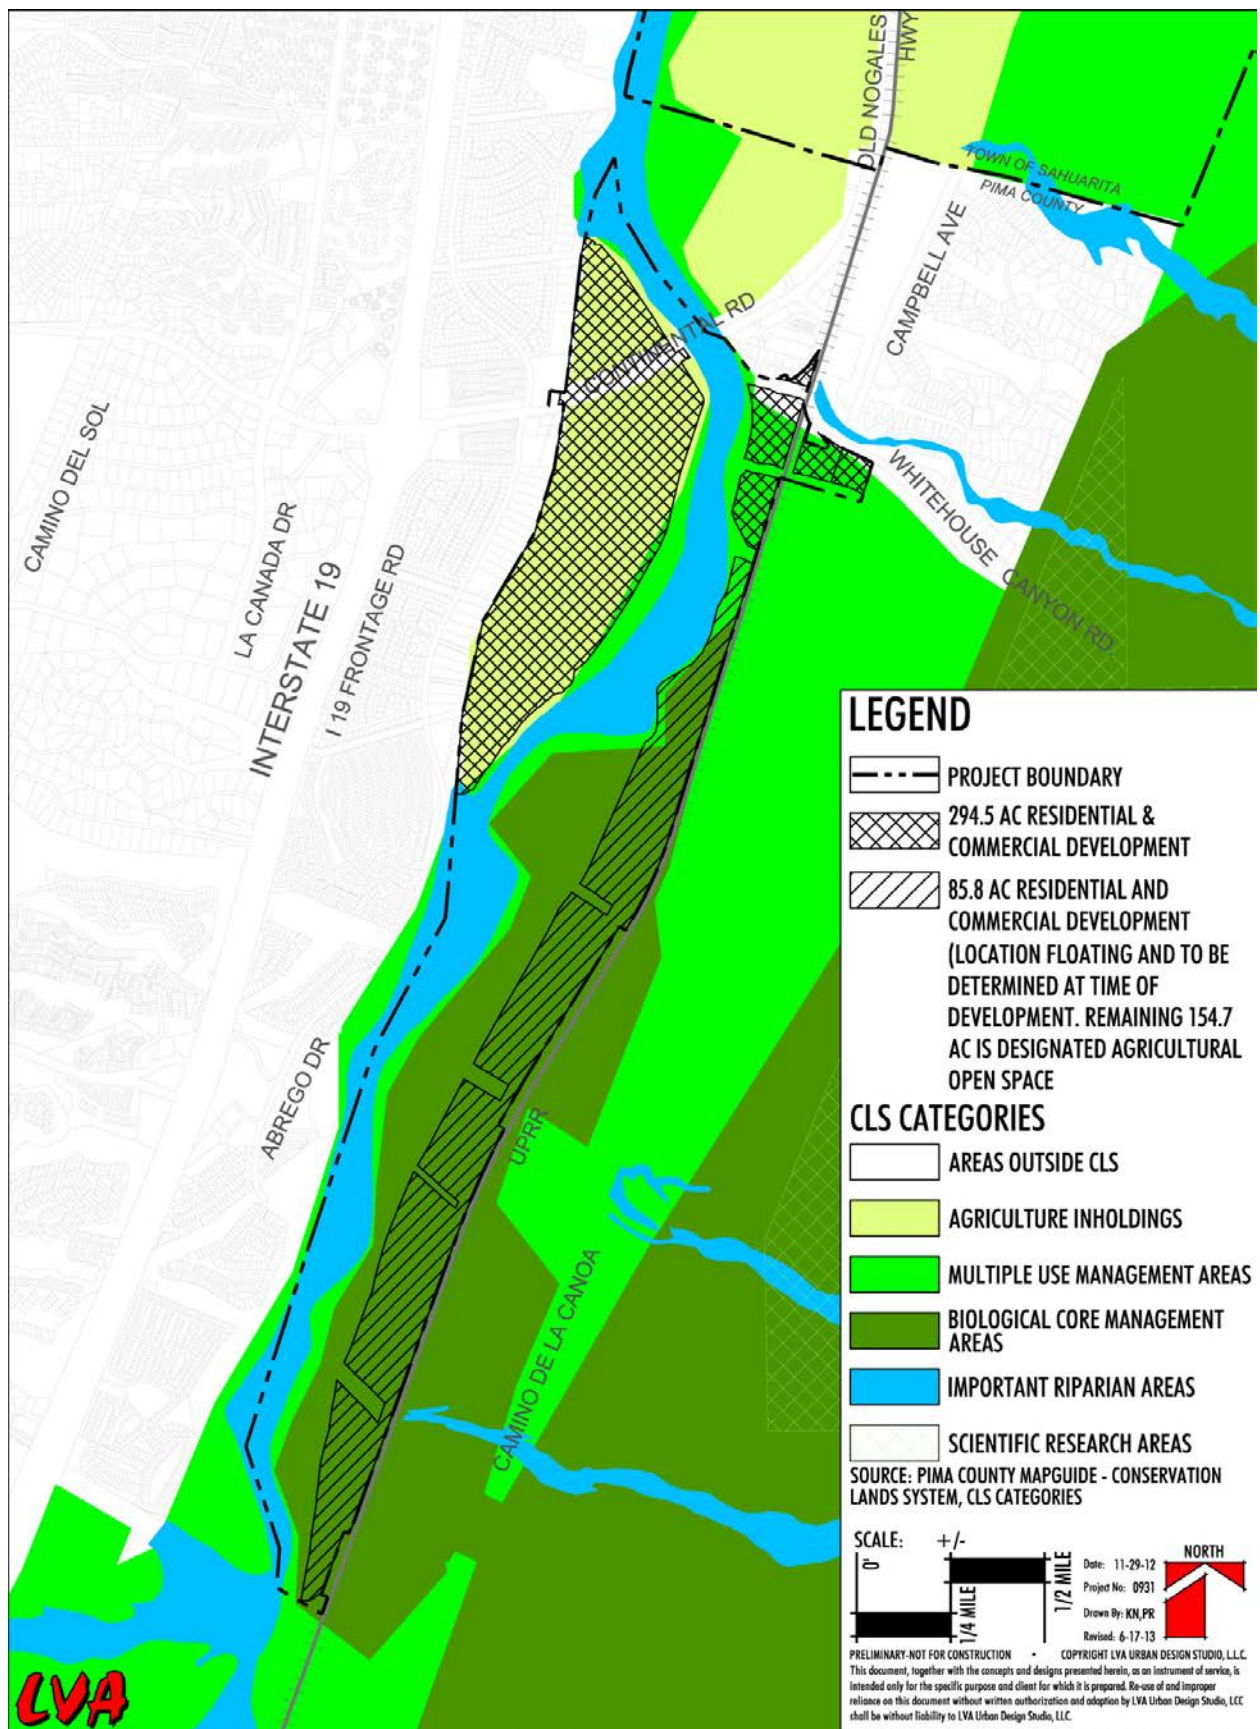 OLD NOGALES
HWY
TOWN OF SAHUARITA
PIMA COUNTY
CAMPBELL AVE
CONTINENTAL RD
CAMINO DEL SOL
LA CANADA DR
INTERSTATE 19
I 19 FRONTAGE RD
WHITEHOUSE CANYON RD.
ABREGO DR
UPRR
CAMINO DE LA CANOA
LEGEND
PROJECT BOUNDARY
294.5 AC RESIDENTIAL &
COMMERCIAL DEVELOPMENT
85.8 AC RESIDENTIAL AND
COMMERCIAL DEVELOPMENT
(LOCATION FLOATING AND TO BE
DETERMINED AT TIME OF
DEVELOPMENT. REMAINING 154.7
AC IS DESIGNATED AGRICULTURAL
OPEN SPACE
CLS CATEGORIES
AREAS OUTSIDE CLS
AGRICULTURE INHOLDINGS
MULTIPLE USE MANAGEMENT AREAS
BIOLOGICAL CORE MANAGEMENT
AREAS
IMPORTANT RIPARIAN AREAS
SCIENTIFIC RESEARCH AREAS
SOURCE: PIMA COUNTY MAPGUIDE - CONSERVATION
LANDS SYSTEM, CLS CATEGORIES
SCALE: +/-
0'
1/4 MILE
1/2 MILE
Date: 11-29-12
Project No: 0931
Drawn By: KN,PR
Revised: 6-17-13
NORTH
PRELIMINARY-NOT FOR CONSTRUCTION • COPYRIGHT LVA URBAN DESIGN STUDIO, L.L.C.
This document, together with the concepts and designs presented herein, as an instrument of service, is
intended only for the specific purpose and client for which it is prepared. Re-use of and improper
reliance on this document without written authorization and adaption by LVA Urban Design Studio, LCC
shall be without liability to LVA Urban Design Studio, L.L.C.
LVA